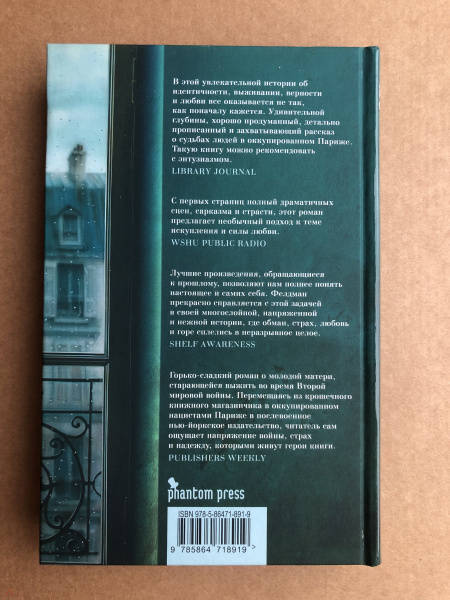 В этой увлекательной истории об
идентичности, выживании, верности
и любви все оказывается не так,
как поначалу кажется. Удивительной
глубины, хорошо продуманный, детально
прописанный и захватывающий рассказ
о судьбах людей в оккупированном Париже.
Такую книгу можно рекомендовать
с энтузиазмом.
LIBRARY JOURNAL
С первых страниц полный драматичных
сцен, сарказма и страсти, этот роман
предлагает необычный подход к теме
искупления и силы любви.
WSHU PUBLIC RADIO
Лучшие произведения, обращающиеся
к прошлому, позволяют нам полнее понять
настоящее и самих себя. Фелдман
прекрасно справляется с этой задачей
в своей многослойной, напряженной
и нежной истории, где обман, страх, любовь
и горе сплелись в неразрывное целое.
SHELF AWARENESS
Горько-сладкий роман о молодой матери,
старающейся выжить во время Второй
мировой войны. Перемещаясь из крошечного
книжного магазинчика в оккупированном
нацистами Париже в послевоенное
нью-йоркское издательство, читатель сам
ощущает напряжение войны, страх
и надежду, которыми живут герои книги.
PUBLISHERS WEEKLY
phantom press
ISBN 978-5-86471-891-9
9 785864 718919 >